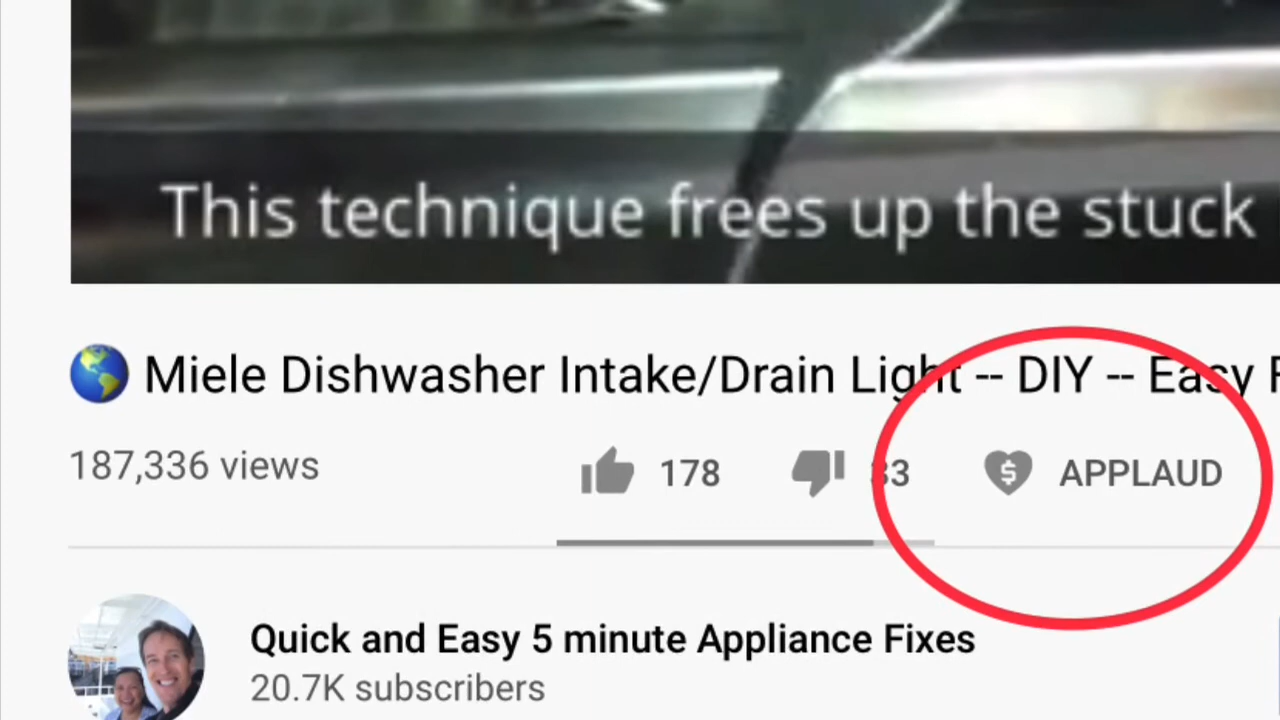 This technique frees up the stuck
Miele Dishwasher Intake/Drain Light -- DIY -- Easy
187,336 views
178
33
$ APPLAUD
Quick and Easy 5 minute Appliance Fixes
20.7K subscribers